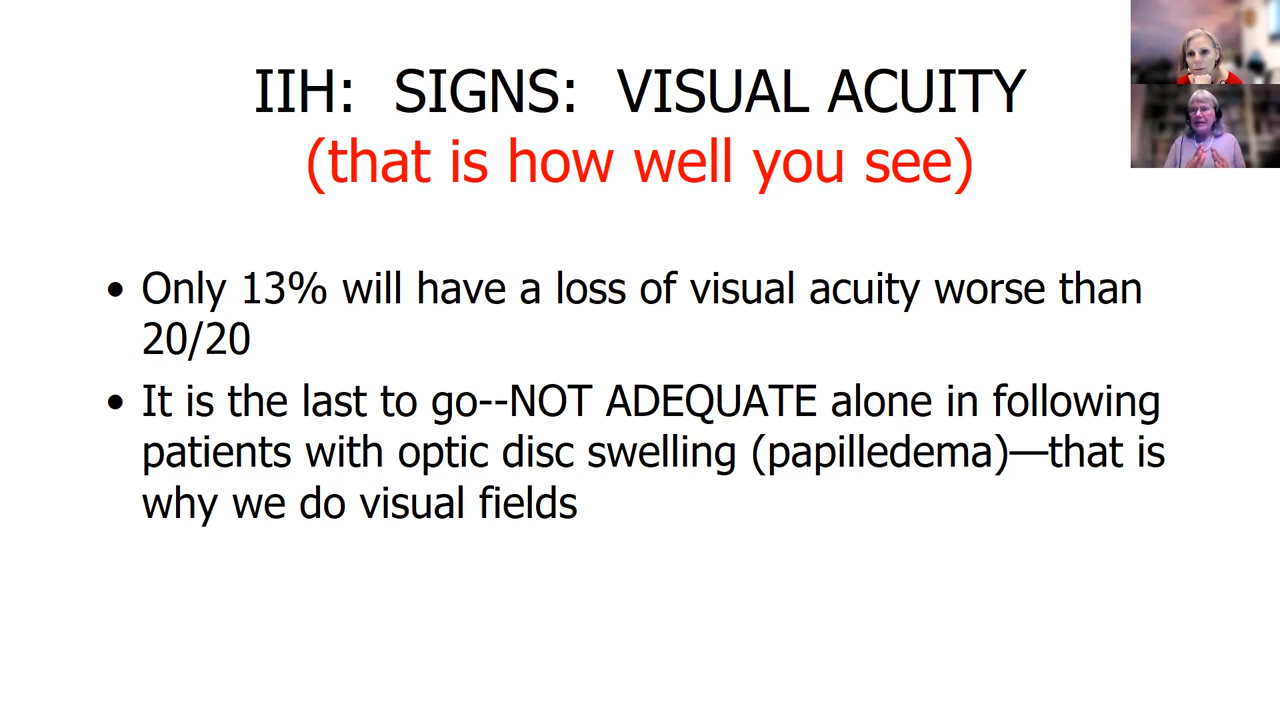 IIH: SIGNS: VISUAL ACUITY
(that is how well you see)
• Only 13% will have a loss of visual acuity worse than
20/20
• It is the last to go--NOT ADEQUATE alone in following
patients with optic disc swelling (papilledema)—that is
why we do visual fields